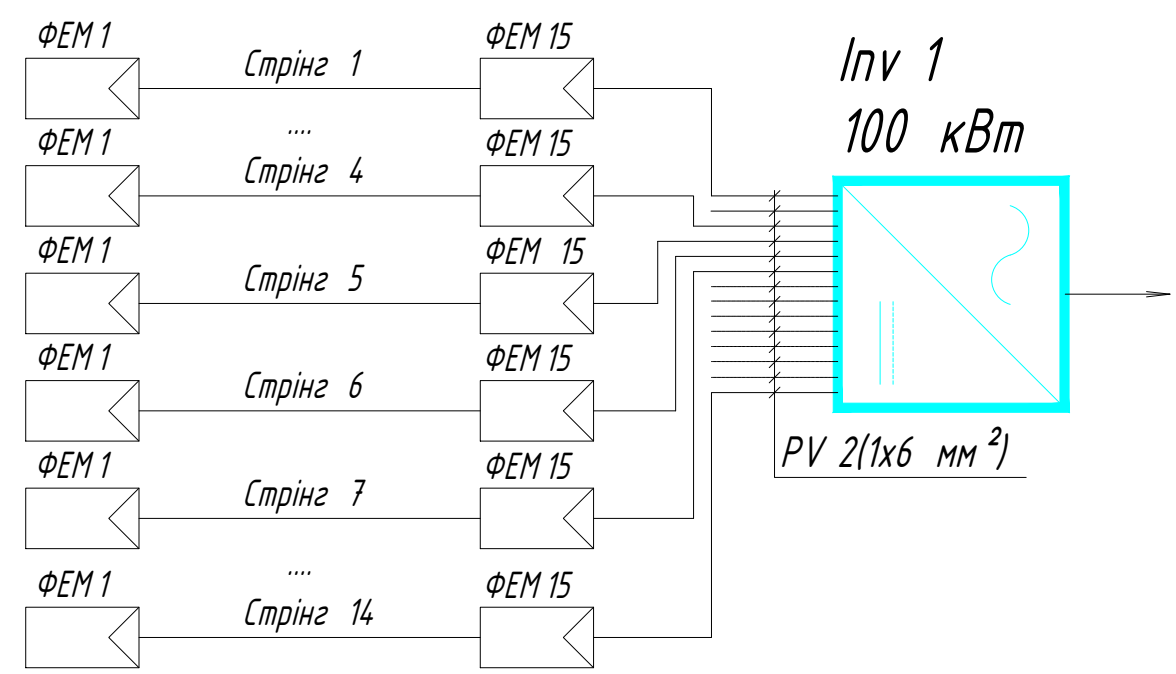 ФЕМ 1
Стрінг 1
ФЕМ 15
....
ФЕМ 1
Стрінг 4
ФЕМ 15
ФЕМ 1
Стрінг 5
ФЕМ 15
ФЕМ 1
Стрінг 6
ФЕМ 15
ФЕМ 1
Стрінг 7
ФЕМ 15
....
ФЕМ 1
Стрінг 14
ФЕМ 15
Inv 1
100 кВт
PV 2(1х6 мм²)